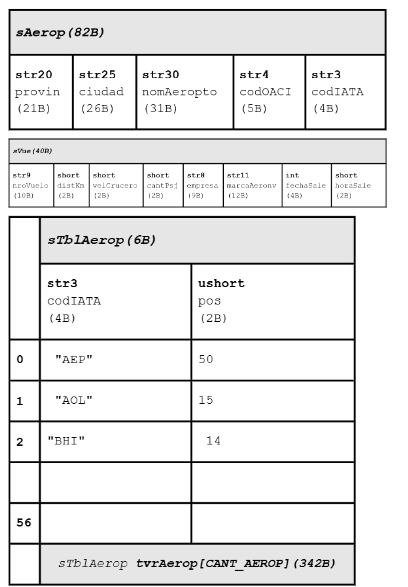 sAerop(82B)
str20 str25 str30 str4 str3
provin ciudad nomAeropto codOACI codIATA
(21B) (26B) (31B) (5B) (4B)
sVue(40B)
str9 short short short str8 str11 int short
nroVuelo distKm velCrucero cantPsj empresa marcaAeronv fechaSale horaSale
(10B) (2B) (2B) (2B) (9B) (12B) (4B) (2B)
sTblAerop(6B)
str3 ushort
codIATA pos
(4B) (2B)
0 "AEP" 50
1 "AOL" 15
2 "BHI" 14
56
sTblAerop tvrAerop[CANT_AEROP](342B)